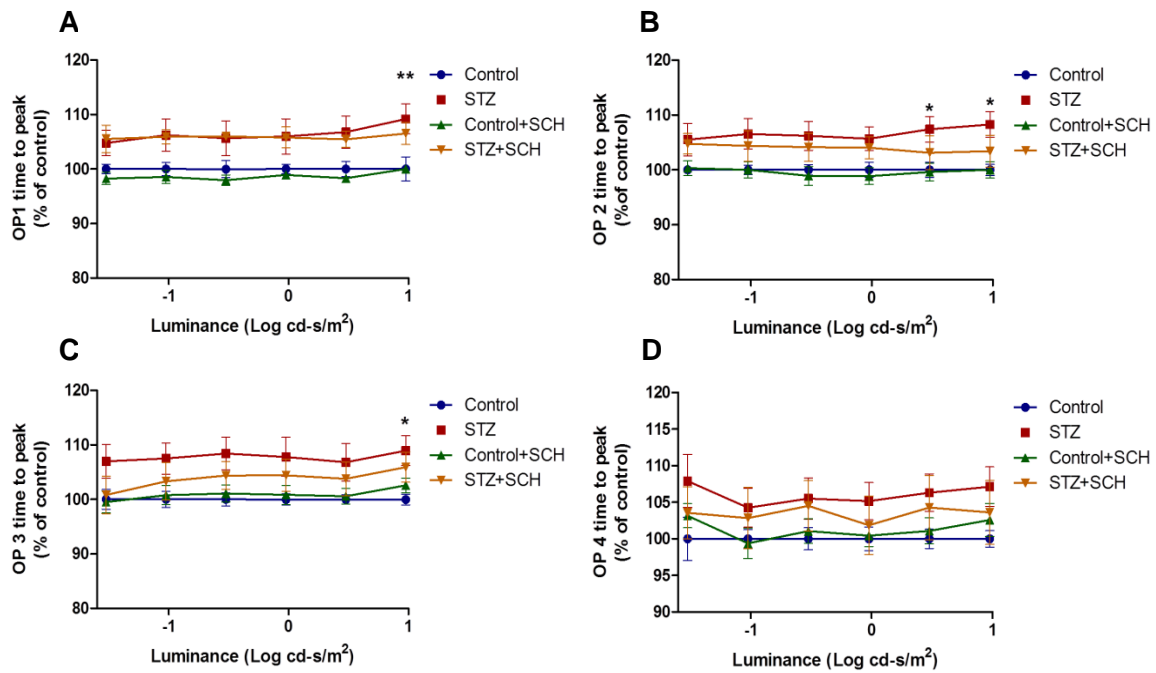 A
OP1 time to peak
(% of control)
120
110
100
90
80
-1
0
1
Luminance (Log cd-s/m²)
**
Control
STZ
Control+SCH
STZ+SCH
B
OP 2 time to peak
(%of control)
120
110
100
90
80
-1
0
1
Luminance (Log cd-s/m²)
*
*
Control
STZ
Control+SCH
STZ+SCH
C
OP 3 time to peak
(% of control)
120
110
100
90
80
-1
0
1
Luminance (Log cd-s/m²)
*
Control
STZ
Control+SCH
STZ+SCH
D
OP 4 time to peak
(% of control)
120
115
110
105
100
95
90
-1
0
1
Luminance (Log cd-s/m²)
Control
STZ
Control+SCH
STZ+SCH